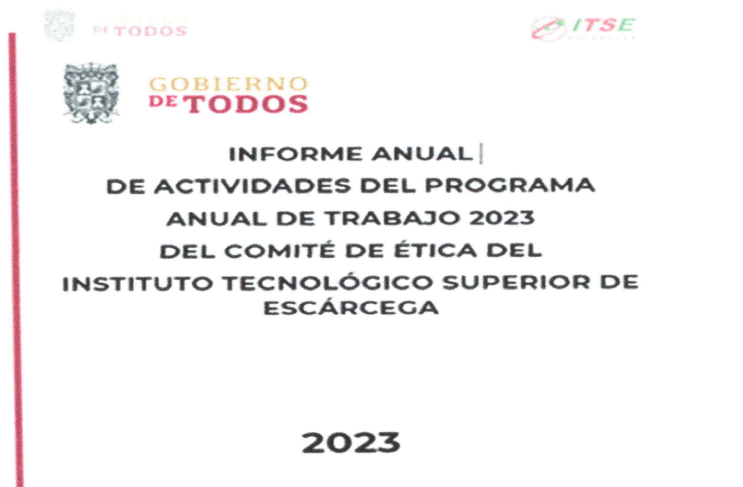 GOBIERNO
DE TODOS
ITSE
GOBIERNO
DE TODOS
INFORME ANUAL
DE ACTIVIDADES DEL PROGRAMA
ANUAL DE TRABAJO 2023
DEL COMITÉ DE ÉTICA DEL
INSTITUTO TECNOLÓGICO SUPERIOR DE
ESCÁRCEGA
2023